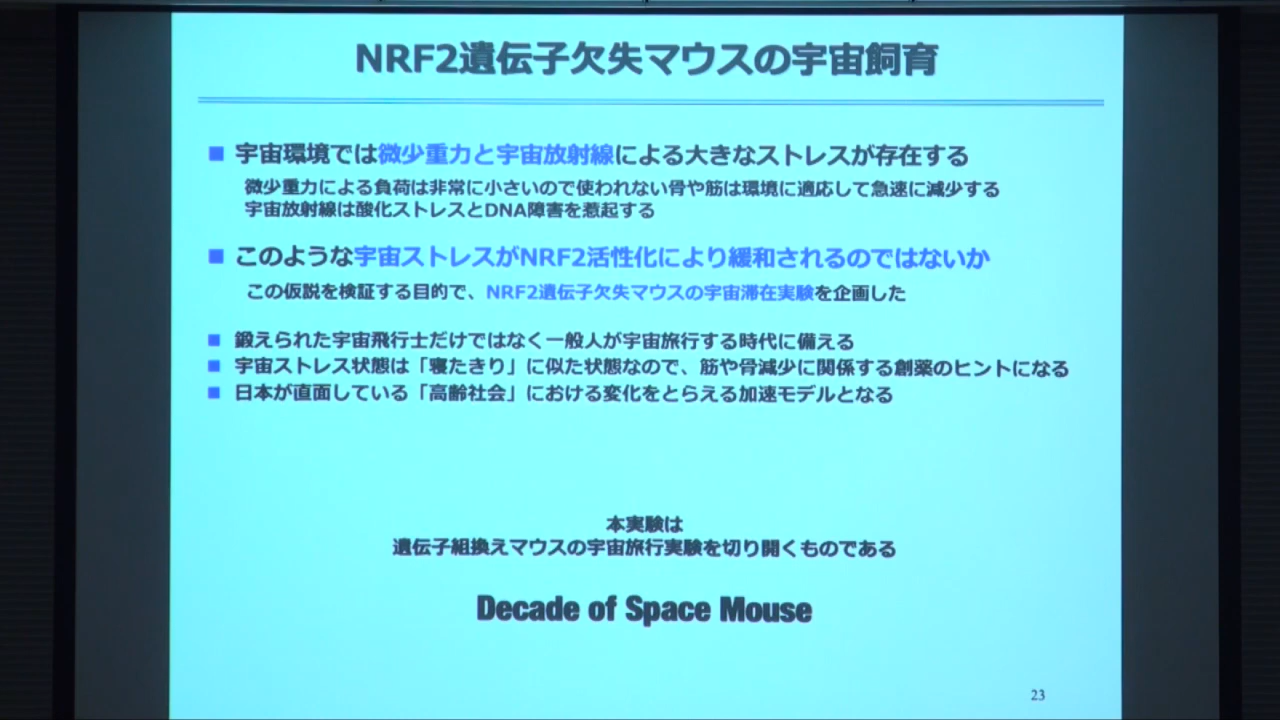 NRF2遺伝子欠失マウスの宇宙飼育
■ 宇宙環境では微少重力と宇宙放射線による大きなストレスが存在する
微少重力による負荷は非常に小さいので使われない骨や筋は環境に適応して急速に減少する
宇宙放射線は酸化ストレスとDNA障害を惹起する
■ このような宇宙ストレスがNRF2活性化により緩和されるのではないか
この仮説を検証する目的で、NRF2遺伝子欠失マウスの宇宙滞在実験を企画した
■ 鍛えられた宇宙飛行士だけではなく一般人が宇宙旅行する時代に備える
■ 宇宙ストレス状態は「寝たきり」に似た状態なので、筋や骨減少に関係する創薬のヒントになる
■ 日本が直面している「高齢社会」における変化をとらえる加速モデルとなる
本実験は
遺伝子組換えマウスの宇宙旅行実験を切り開くものである
Decade of Space Mouse
23